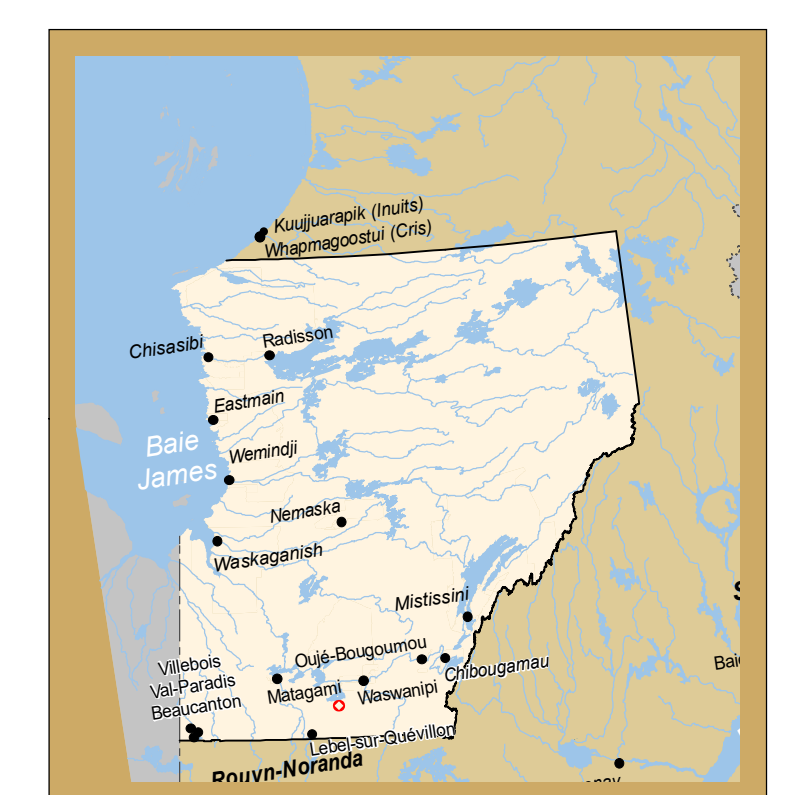 Kuujjuarapik (Inuits)
Whapmagoostui (Cris)
Chisasibi
Radisson
Eastmain
Baie
James
Wemindji
Nemaska
Waskaganish
Mistissini
Oujé-Bougoumou
Chibougamau
Villebois
Val-Paradis
Beaucanton
Matagami
Waswanipi
Lebel-sur-Quévillon
Rouyn-Noranda
Baie